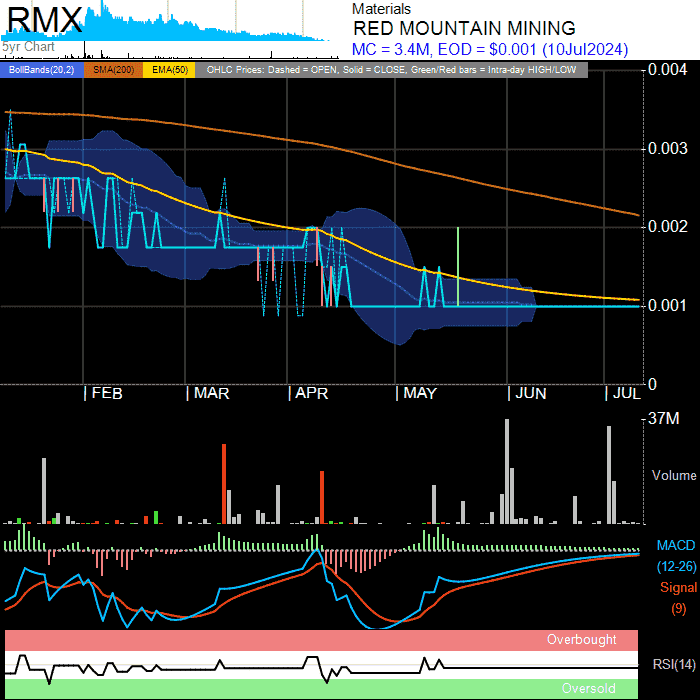 RMX
5yr Chart
Materials
RED MOUNTAIN MINING
MC = 3.4M, EOD = $0.001 (10Jul2024)
BollBands(20,2) SMA(200) EMA(50) OHLC Prices: Dashed = OPEN, Solid = CLOSE, Green/Red bars = Intra-day HIGH/LOW
0.004
0.003
0.002
0.001
0
FEB MAR APR MAY JUN JUL
37M
Volume
MACD
(12-26)
Signal
(9)
Overbought
RSI(14)
Oversold